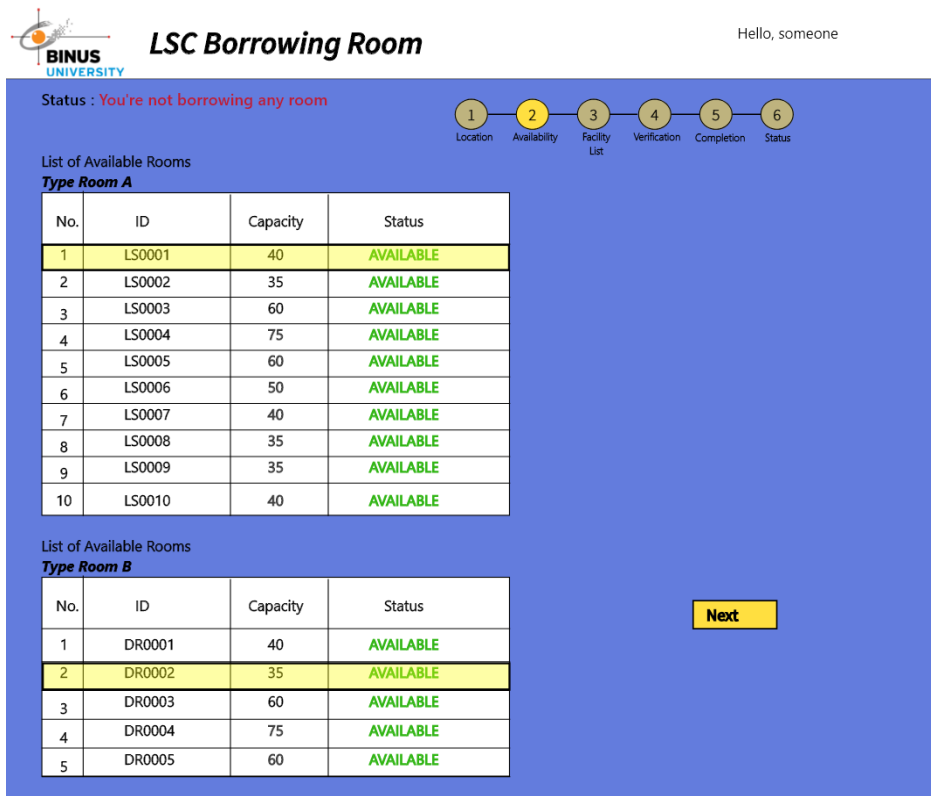 BINUS
UNIVERSITY
LSC Borrowing Room
Hello, someone
Status : You're not borrowing any room
1 2 3 4 5 6
Location Availability Facility List Verification Completion Status
List of Available Rooms
Type Room A
No. ID Capacity Status
1 LS0001 40 AVAILABLE
2 LS0002 35 AVAILABLE
3 LS0003 60 AVAILABLE
4 LS0004 75 AVAILABLE
5 LS0005 60 AVAILABLE
6 LS0006 50 AVAILABLE
7 LS0007 40 AVAILABLE
8 LS0008 35 AVAILABLE
9 LS0009 35 AVAILABLE
10 LS0010 40 AVAILABLE
List of Available Rooms
Type Room B
No. ID Capacity Status
1 DR0001 40 AVAILABLE
2 DR0002 35 AVAILABLE
3 DR0003 60 AVAILABLE
4 DR0004 75 AVAILABLE
5 DR0005 60 AVAILABLE
Next